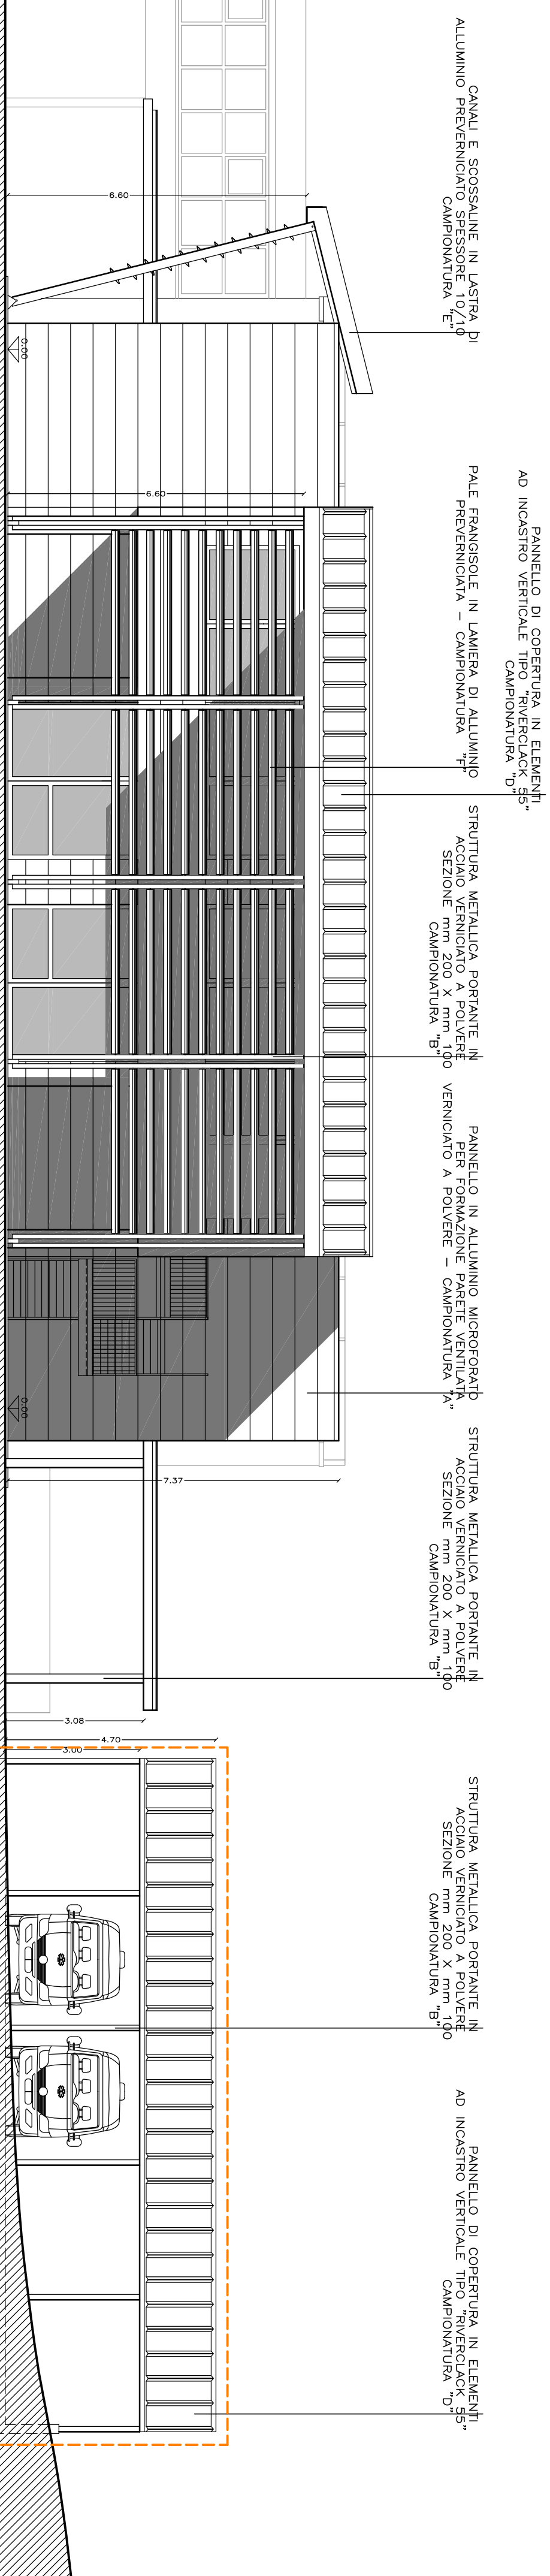 CANALI E SCOSSALINE IN LASTRA DI
ALLUMINIO PREVERNICIATO SPESSORE 10/10
CAMPIONATURA "E"
PANNELLO DI COPERTURA IN ELEMENTI
AD INCASTRO VERTICALE TIPO "RIVERCLACK 55"
CAMPIONATURA "D"
PALE FRANGISOLE IN LAMIERA DI ALLUMINIO
PREVERNICIATA – CAMPIONATURA "F"
STRUTTURA METALLICA PORTANTE IN
ACCIAIO VERNICIATO A POLVERE
SEZIONE mm 200 X mm 100
CAMPIONATURA "B"
PANNELLO IN ALLUMINIO MICROFORATO
PER FORMAZIONE PARETE VENTILATA
VERNICIATO A POLVERE – CAMPIONATURA "A"
STRUTTURA METALLICA PORTANTE IN
ACCIAIO VERNICIATO A POLVERE
SEZIONE mm 200 X mm 100
CAMPIONATURA "B"
STRUTTURA METALLICA PORTANTE IN
ACCIAIO VERNICIATO A POLVERE
SEZIONE mm 200 X mm 100
CAMPIONATURA "B"
PANNELLO DI COPERTURA IN ELEMENTI
AD INCASTRO VERTICALE TIPO "RIVERCLACK 55"
CAMPIONATURA "D"
6.60
0.00
6.60
0.00
7.37
3.08
4.70
3.00